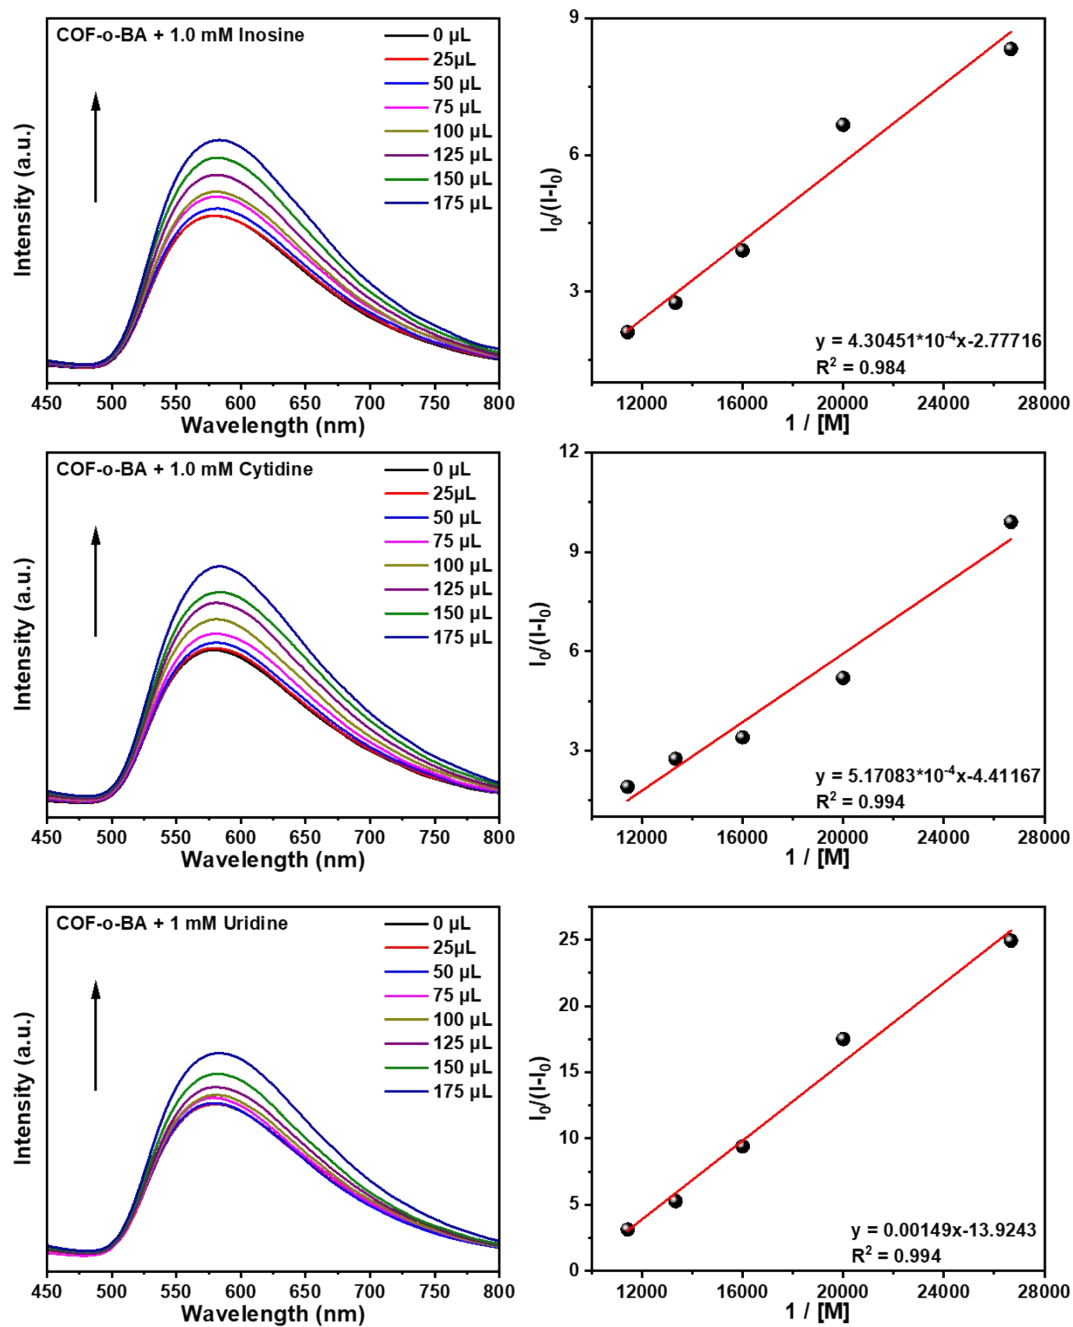 COF-o-BA + 1.0 mM Inosine
0 µL
25µL
50 µL
75 µL
100 µL
125 µL
150 µL
175 µL
Intensity (a.u.)
450 500 550 600 650 700 750 800
Wavelength (nm)
9
6
3
I₀/(I-I₀)
y = 4.30451*10⁻⁴x-2.77716
R² = 0.984
12000 16000 20000 24000 28000
1 / [M]
COF-o-BA + 1.0 mM Cytidine
0 µL
25µL
50 µL
75 µL
100 µL
125 µL
150 µL
175 µL
Intensity (a.u.)
450 500 550 600 650 700 750 800
Wavelength (nm)
12
9
6
3
I₀/(I-I₀)
y = 5.17083*10⁻⁴x-4.41167
R² = 0.994
12000 16000 20000 24000 28000
1 / [M]
COF-o-BA + 1 mM Uridine
0 µL
25µL
50 µL
75 µL
100 µL
125 µL
150 µL
175 µL
Intensity (a.u.)
450 500 550 600 650 700 750 800
Wavelength (nm)
25
20
15
10
5
0
I₀/(I-I₀)
y = 0.00149x-13.9243
R² = 0.994
12000 16000 20000 24000 28000
1 / [M]